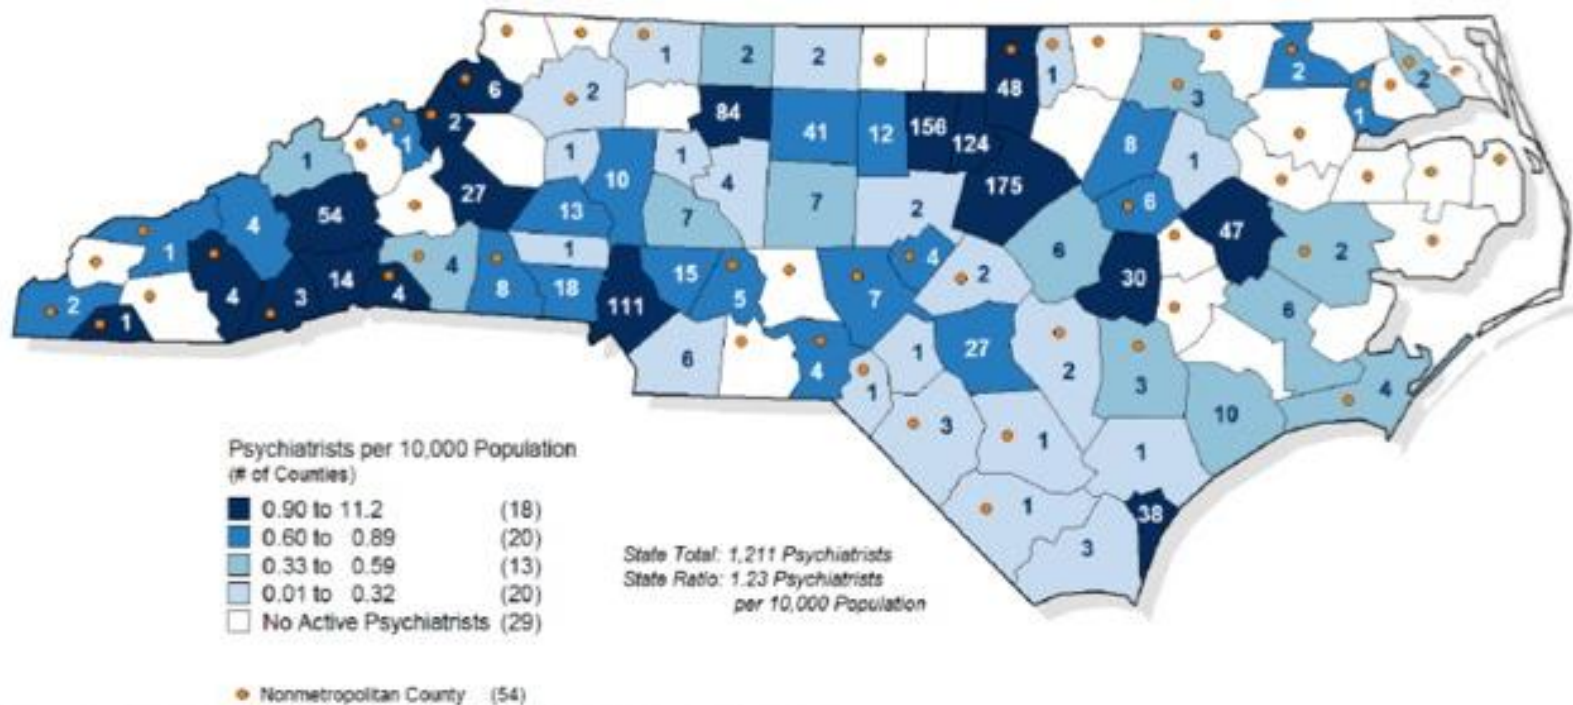 1 2 2
6 2 84 48 1 2 2
2 41 12 156 124 3 1
1 1 1 1 8 1
1 27 10 4 175
54 13 7 7 2 6 47
1 4 1 6 2
4 15 4 2 30
2 4 3 14 4 8 18 111 5 7 6
1 6 4 1 27 2 3 4
1 10
3 1 1
1 38
3
Psychiatrists per 10,000 Population
(# of Counties)
0.90 to 11.2 (18)
0.60 to 0.89 (20)
0.33 to 0.59 (13)
0.01 to 0.32 (20)
No Active Psychiatrists (29)
State Total: 1,211 Psychiatrists
State Ratio: 1.23 Psychiatrists
per 10,000 Population
Nonmetropolitan County (54)